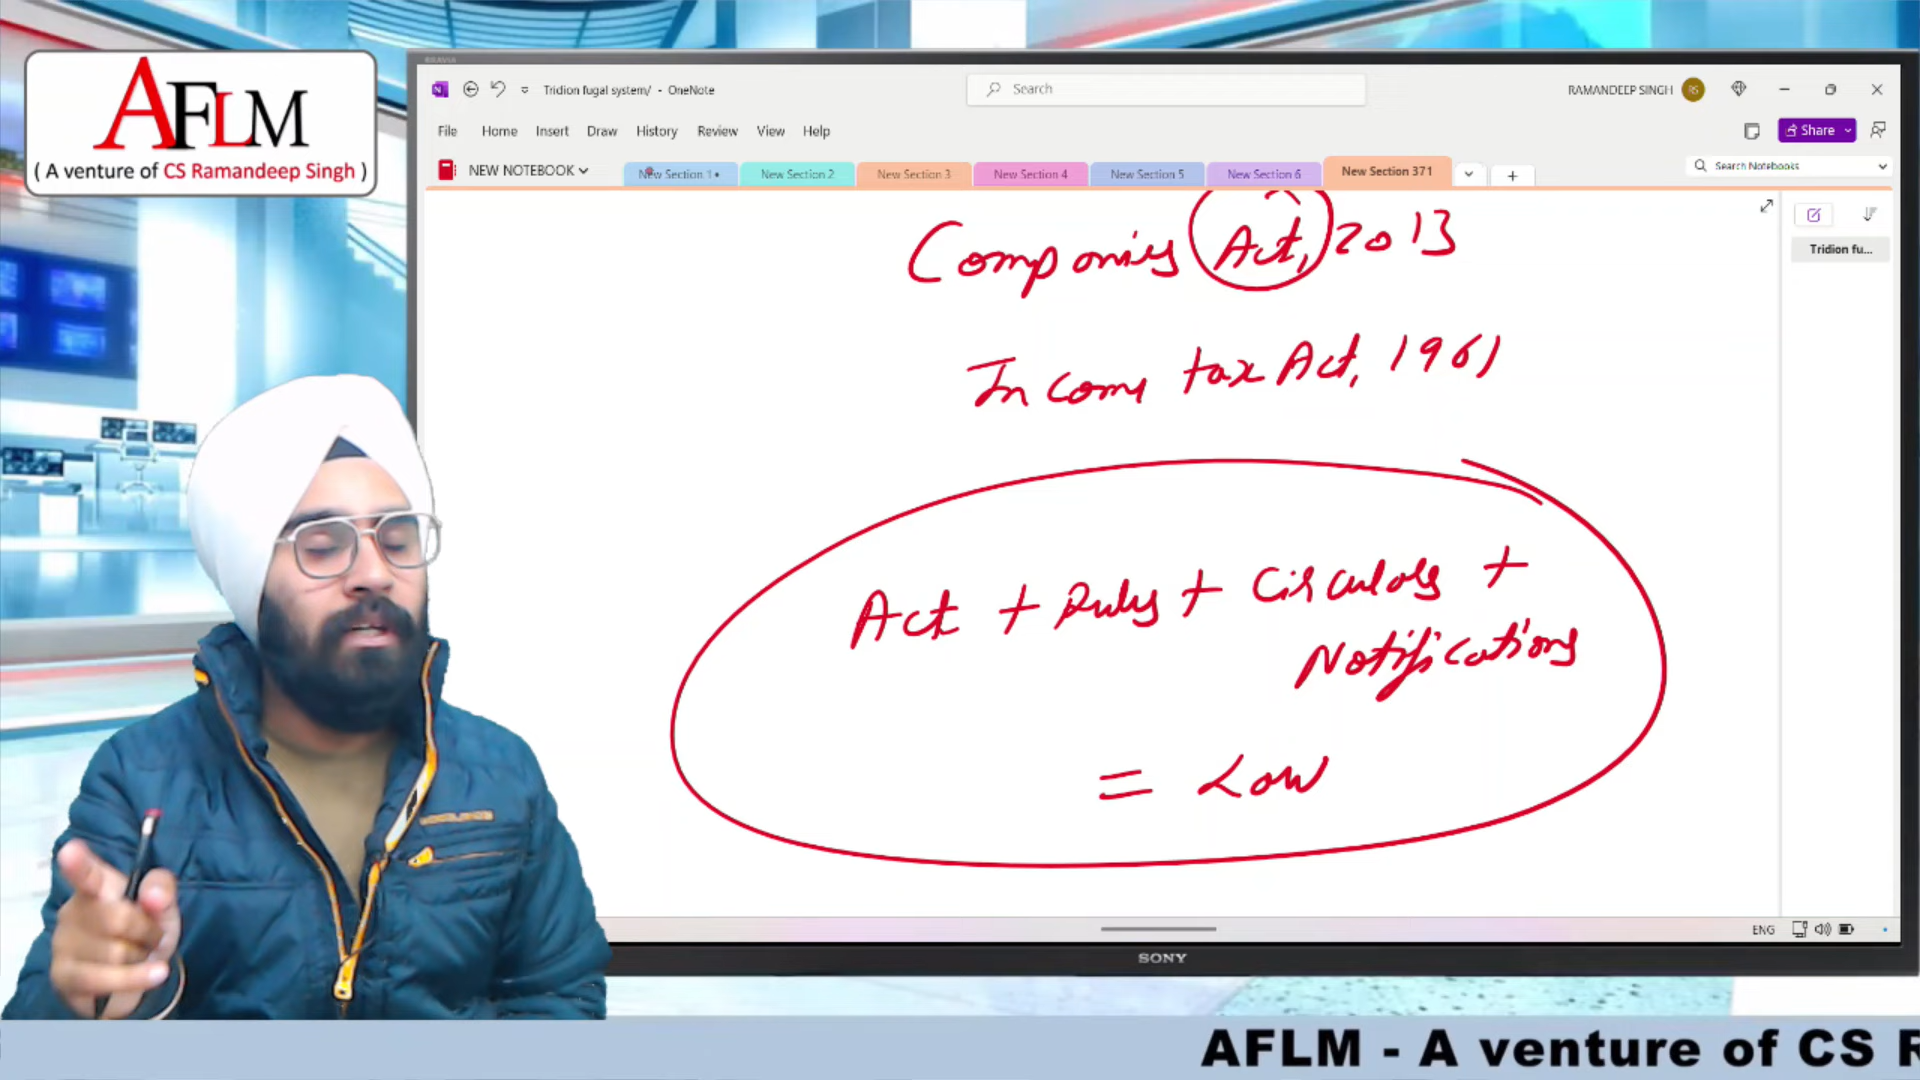 BRAVIA
AFLM
( A venture of CS Ramandeep Singh )
Tridion fugal system/ - OneNote
Search
RAMANDEEP SINGH
RS
File Home Insert Draw History Review View Help
Share
NEW NOTEBOOK
New Section 1
New Section 2
New Section 3
New Section 4
New Section 5
New Section 6
New Section 371
+
Search Notebooks
Tridion fu...
Companies Act, 2013
Income tax Act, 1961
Act + Rules + Circulars +
Notifications
= Law
ENG
SONY
AFLM - A venture of CS R